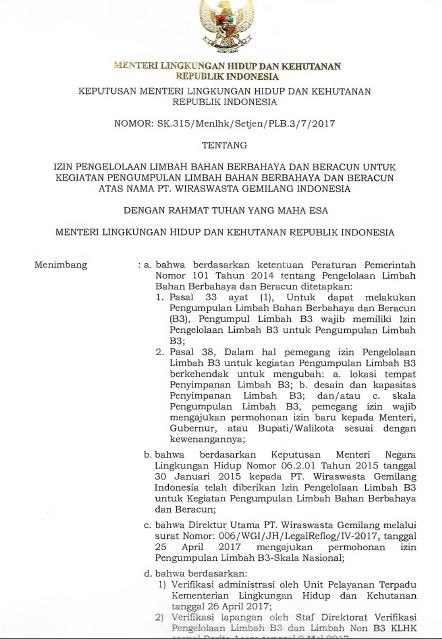 MENTERI LINGKUNGAN HIDUP DAN KEHUTANAN
REPUBLIK INDONESIA
KEPUTUSAN MENTERI LINGKUNGAN HIDUP DAN KEHUTANAN
REPUBLIK INDONESIA
NOMOR: SK.315/Menlhk/Setjen/PLB.3/7/2017
TENTANG
IZIN PENGELOLAAN LIMBAH BAHAN BERBAHAYA DAN BERACUN UNTUK
KEGIATAN PENGUMPULAN LIMBAH BAHAN BERBAHAYA DAN BERACUN
ATAS NAMA PT. WIRASWASTA GEMILANG INDONESIA
DENGAN RAHMAT TUHAN YANG MAHA ESA
MENTERI LINGKUNGAN HIDUP DAN KEHUTANAN REPUBLIK INDONESIA
Menimbang : a. bahwa berdasarkan ketentuan Peraturan Pemerintah
Nomor 101 Tahun 2014 tentang Pengelolaan Limbah
Bahan Berbahaya dan Beracun ditetapkan:
1. Pasal 33 ayat (1), Untuk dapat melakukan
Pengumpulan Limbah Bahan Berbahaya dan Beracun
(B3), Pengumpul Limbah B3 wajib memiliki Izin
Pengelolaan Limbah B3 untuk Pengumpulan Limbah
B3;
2. Pasal 38, Dalam hal pemegang izin Pengelolaan
Limbah B3 untuk kegiatan Pengumpulan Limbah B3
berkehendak untuk mengubah: a. lokasi tempat
Penyimpanan Limbah B3; b. desain dan kapasitas
Penyimpanan Limbah B3; dan/atau c. skala
Pengumpulan Limbah B3, pemegang izin wajib
mengajukan permohonan izin baru kepada Menteri,
Gubernur, atau Bupati/Walikota sesuai dengan
kewenangannya;
b. bahwa berdasarkan Keputusan Menteri Negara
Lingkungan Hidup Nomor 06.2.01 Tahun 2015 tanggal
30 Januari 2015 kepada PT. Wiraswasta Gemilang
Indonesia telah diberikan Izin Pengelolaan Limbah B3
untuk Kegiatan Pengumpulan Limbah Bahan Berbahaya
dan Beracun;
c. bahwa Direktur Utama PT. Wiraswasta Gemilang melalui
surat Nomor: 006/WGI/JH/LegalReflog/IV-2017, tanggal
25 April 2017 mengajukan permohonan izin
Pengumpulan Limbah B3-Skala Nasional;
d. bahwa berdasarkan:
1) Verifikasi administrasi oleh Unit Pelayanan Terpadu
Kementerian Lingkungan Hidup dan Kehutanan
tanggal 26 April 2017;
2) Verifikasi lapangan oleh Staf Direktorat Verifikasi
Pengelolaan Limbah B3 dan Limbah Non B3 KLHK